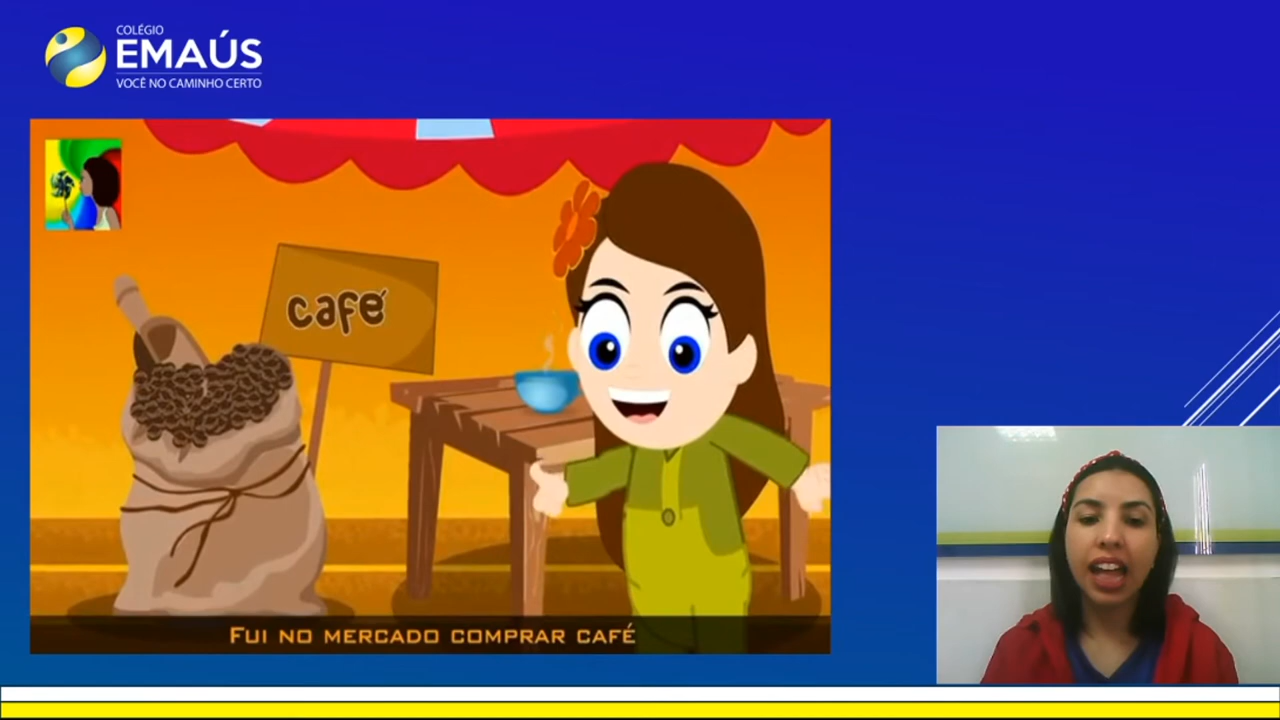 COLÉGIO
EMAÚS
VOCÊ NO CAMINHO CERTO
café
FUI NO MERCADO COMPRAR CAFÉ